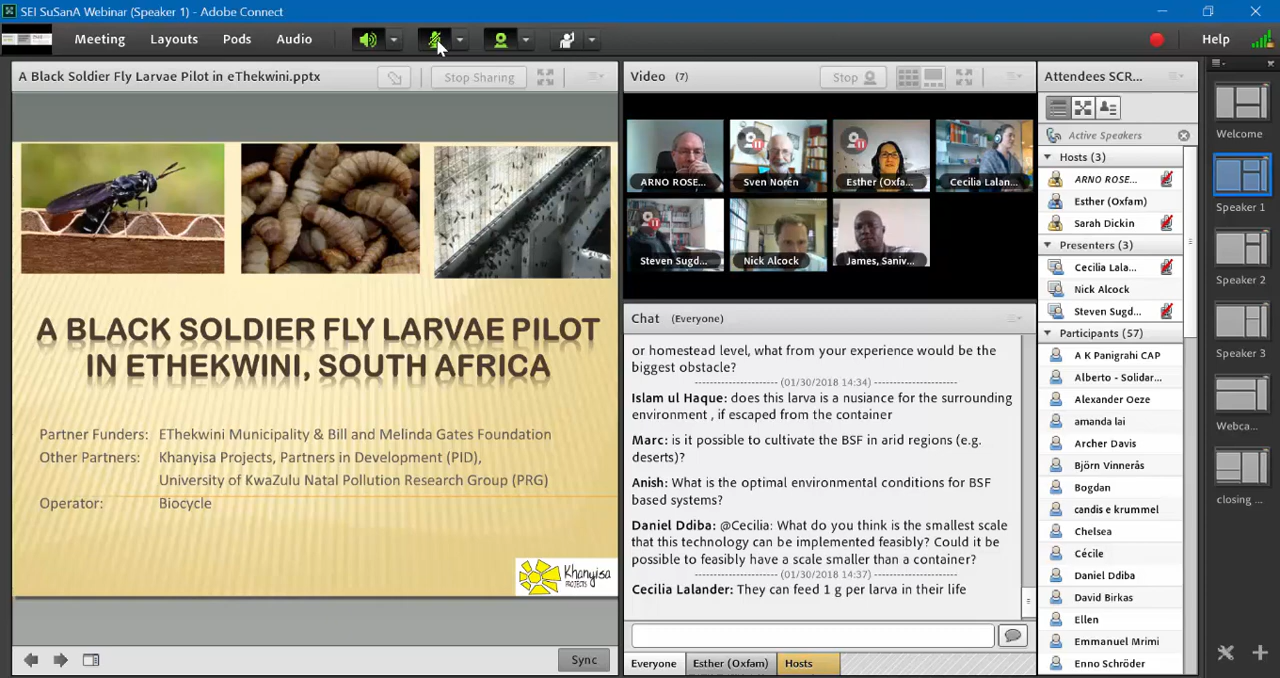 SEI SuSanA Webinar (Speaker 1) - Adobe Connect
Meeting
Layouts
Pods
Audio
Help
A Black Soldier Fly Larvae Pilot in eThekwini.pptx
Stop Sharing
A BLACK SOLDIER FLY LARVAE PILOT
IN ETHEKWINI, SOUTH AFRICA
Partner Funders: EThekwini Municipality & Bill and Melinda Gates Foundation
Other Partners: Khanyisa Projects, Partners in Development (PID),
University of KwaZulu Natal Pollution Research Group (PRG)
Operator: Biocycle
Khanyisa
PROJECTS
Sync
Video (7)
Stop
ARNO ROSE...
Sven Norén
Esther (Oxfa...
Cecilia Lalan...
Steven Sugd...
Nick Alcock
James, Saniv...
Chat (Everyone)
or homestead level, what from your experience would be the
biggest obstacle?
------------------------ (01/30/2018 14:34) ------------------------
Islam ul Haque: does this larva is a nusiance for the surrounding
environment , if escaped from the container
Marc: is it possible to cultivate the BSF in arid regions (e.g.
deserts)?
Anish: What is the optimal environmental conditions for BSF
based systems?
Daniel Ddiba: @Cecilia: What do you think is the smallest scale
that this technology can be implemented feasibly? Could it be
possible to feasibly have a scale smaller than a container?
------------------------ (01/30/2018 14:37) ------------------------
Cecilia Lalander: They can feed 1 g per larva in their life
Everyone
Esther (Oxfam)
Hosts
Attendees SCR...
Active Speakers
Hosts (3)
ARNO ROSE...
Esther (Oxfam)
Sarah Dickin
Presenters (3)
Cecilia Lala...
Nick Alcock
Steven Sugd...
Participants (57)
A K Panigrahi CAP
Alberto - Solidar...
Alexander Oeze
amanda lai
Archer Davis
Björn Vinnerås
Bogdan
candis e krummel
Chelsea
Cécile
Daniel Ddiba
David Birkas
Ellen
Emmanuel Mrimi
Enno Schröder
Welcome
Speaker 1
Speaker 2
Speaker 3
Webca...
closing ...